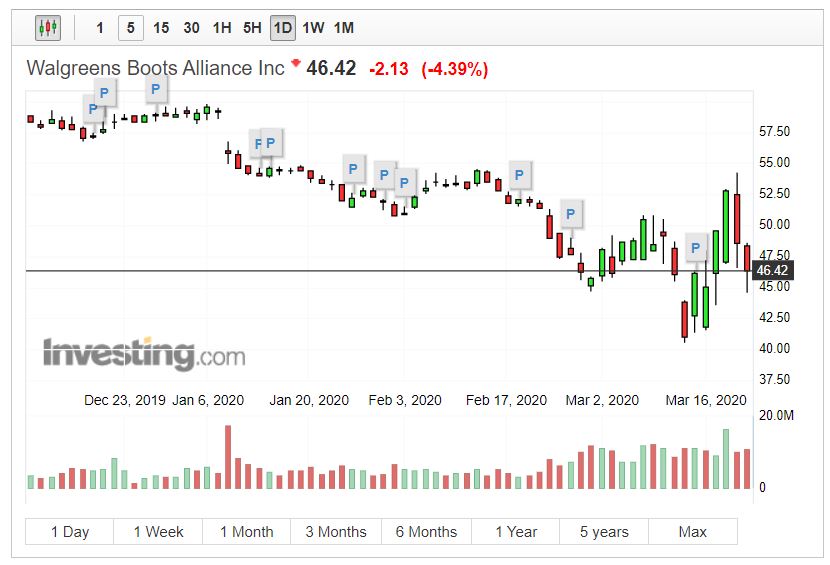 1 5 15 30 1H 5H 1D 1W 1M
Walgreens Boots Alliance Inc 46.42 -2.13 (-4.39%)
P P P P P P P P P P P
57.50
55.00
52.50
50.00
47.50
46.42
45.00
42.50
40.00
37.50
Investing.com
Dec 23, 2019 Jan 6, 2020 Jan 20, 2020 Feb 3, 2020 Feb 17, 2020 Mar 2, 2020 Mar 16, 2020
20.0M
0
1 Day 1 Week 1 Month 3 Months 6 Months 1 Year 5 years Max